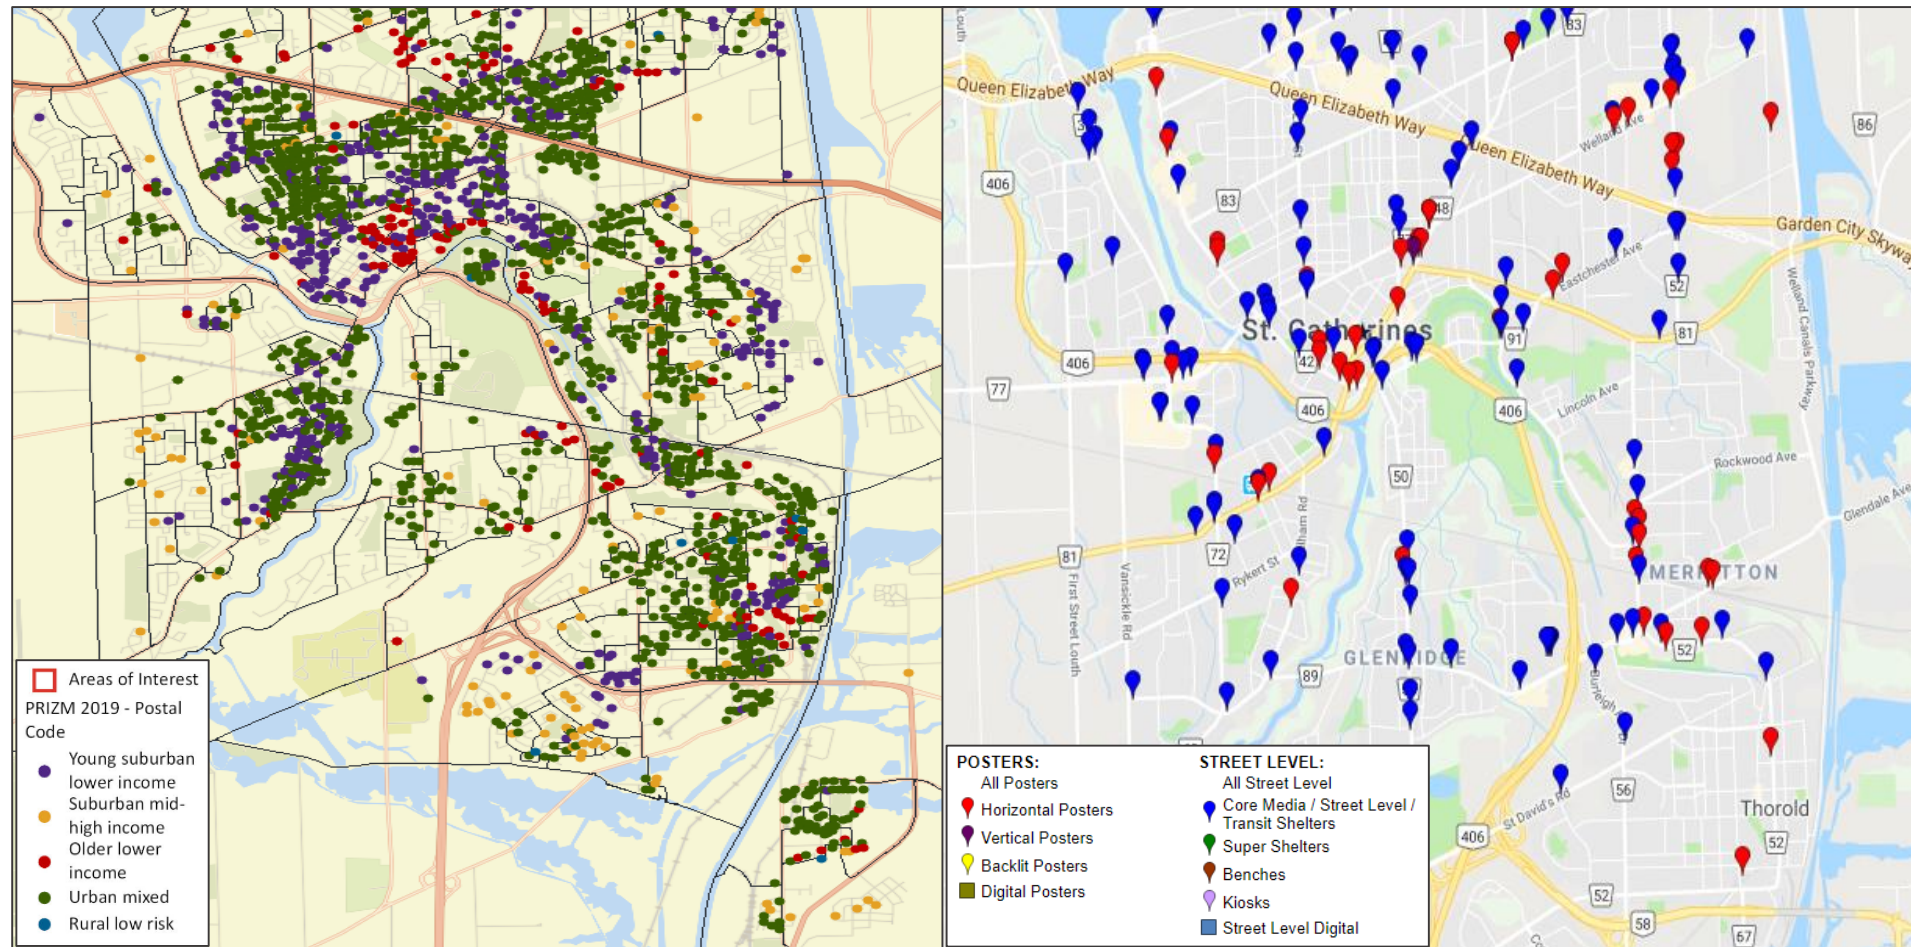 Areas of Interest
PRIZM 2019 - Postal
Code
Young suburban
lower income
Suburban mid-
high income
Older lower
income
Urban mixed
Rural low risk
Louth
83
Queen Elizabeth Way
Queen Elizabeth Way
Queen Elizabeth Way
Welland Ave
86
406
83
48
Garden City Skyway
Eastchester Ave
52
Welland Canals Parkway
St. Catharines
91
81
406
42
77
406
406
Lincoln Ave
50
Rockwood Ave
Glendale Ave
81
72
Rykert St
First Street Louth
Vansickle Rd
MERRITTON
GLENRIDGE
89
52
56
St David's Rd
Thorold
406
52
52
58
67
POSTERS:
All Posters
Horizontal Posters
Vertical Posters
Backlit Posters
Digital Posters
STREET LEVEL:
All Street Level
Core Media / Street Level /
Transit Shelters
Super Shelters
Benches
Kiosks
Street Level Digital